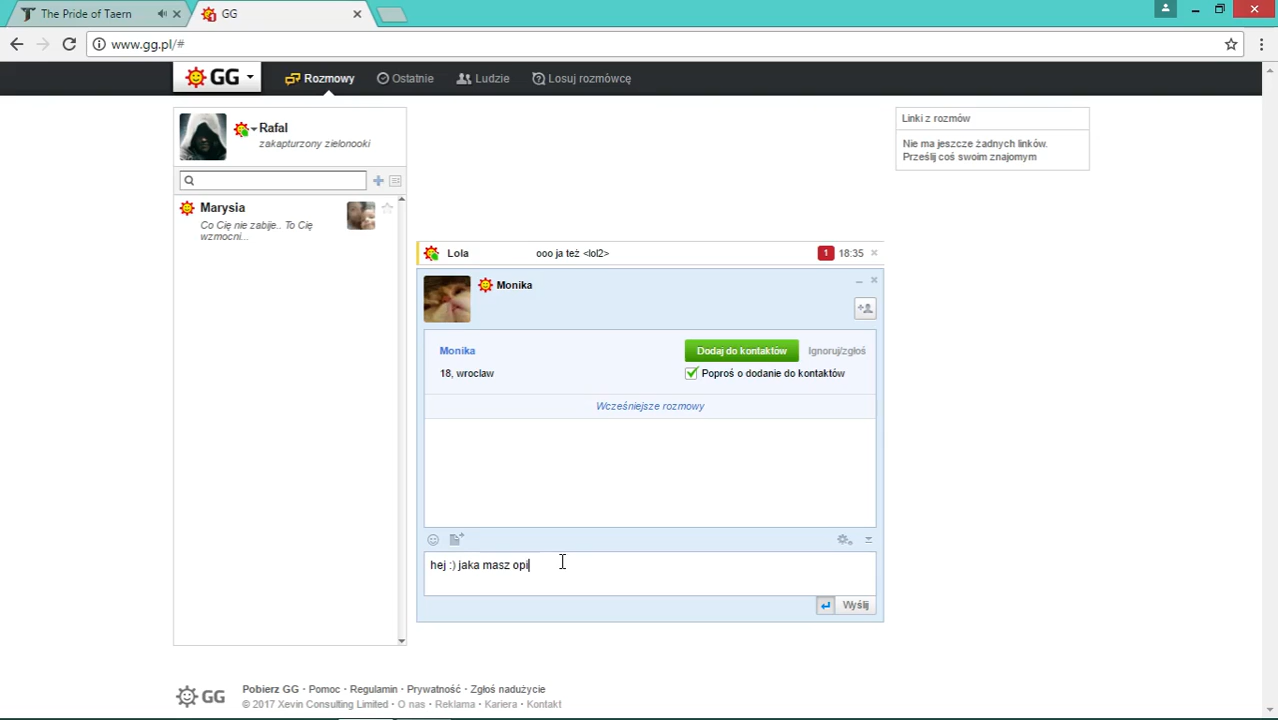 The Pride of Taern
GG
www.gg.pl/#
GG
Rozmowy
Ostatnie
Ludzie
Losuj rozmówcę
Rafal
zakapturzony zielonooki
Marysia
Co Cię nie zabije.. To Cię
wzmocni...
Lola
ooo ja też <lol2>
1
18:35
Monika
Monika
Dodaj do kontaktów
Ignoruj/zgłoś
18, wroclaw
Poproś o dodanie do kontaktów
Wcześniejsze rozmowy
hej :) jaka masz opi
Wyślij
Linki z rozmów
Nie ma jeszcze żadnych linków.
Prześlij coś swoim znajomym
GG
Pobierz GG · Pomoc · Regulamin · Prywatność · Zgłoś nadużycie
© 2017 Xevin Consulting Limited · O nas · Reklama · Kariera · Kontakt